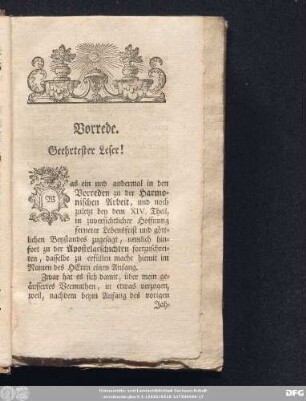 Vorrede.
Geehrtester Leser!
Was ein und andermal in den
Vorreden zu der Harmo-
nischen Arbeit, und noch
zuletzt bey dem XIV. Theil,
in zuversichtlicher Hoffnung
fernerer Lebensfrist und gött-
lichen Beystandes zugesagt, nemlich hin-
fort zu der Apostelgeschichten fortzuschrei-
ten, dasselbe zu erfüllen mache hiemit im
Namen des HErrn einen Anfang.
Zwar hat es sich damit, über mein ge-
äussertes Vermuthen, in etwas verzogen,
weil, nachdem beym Anfang des vorigen
Jah-